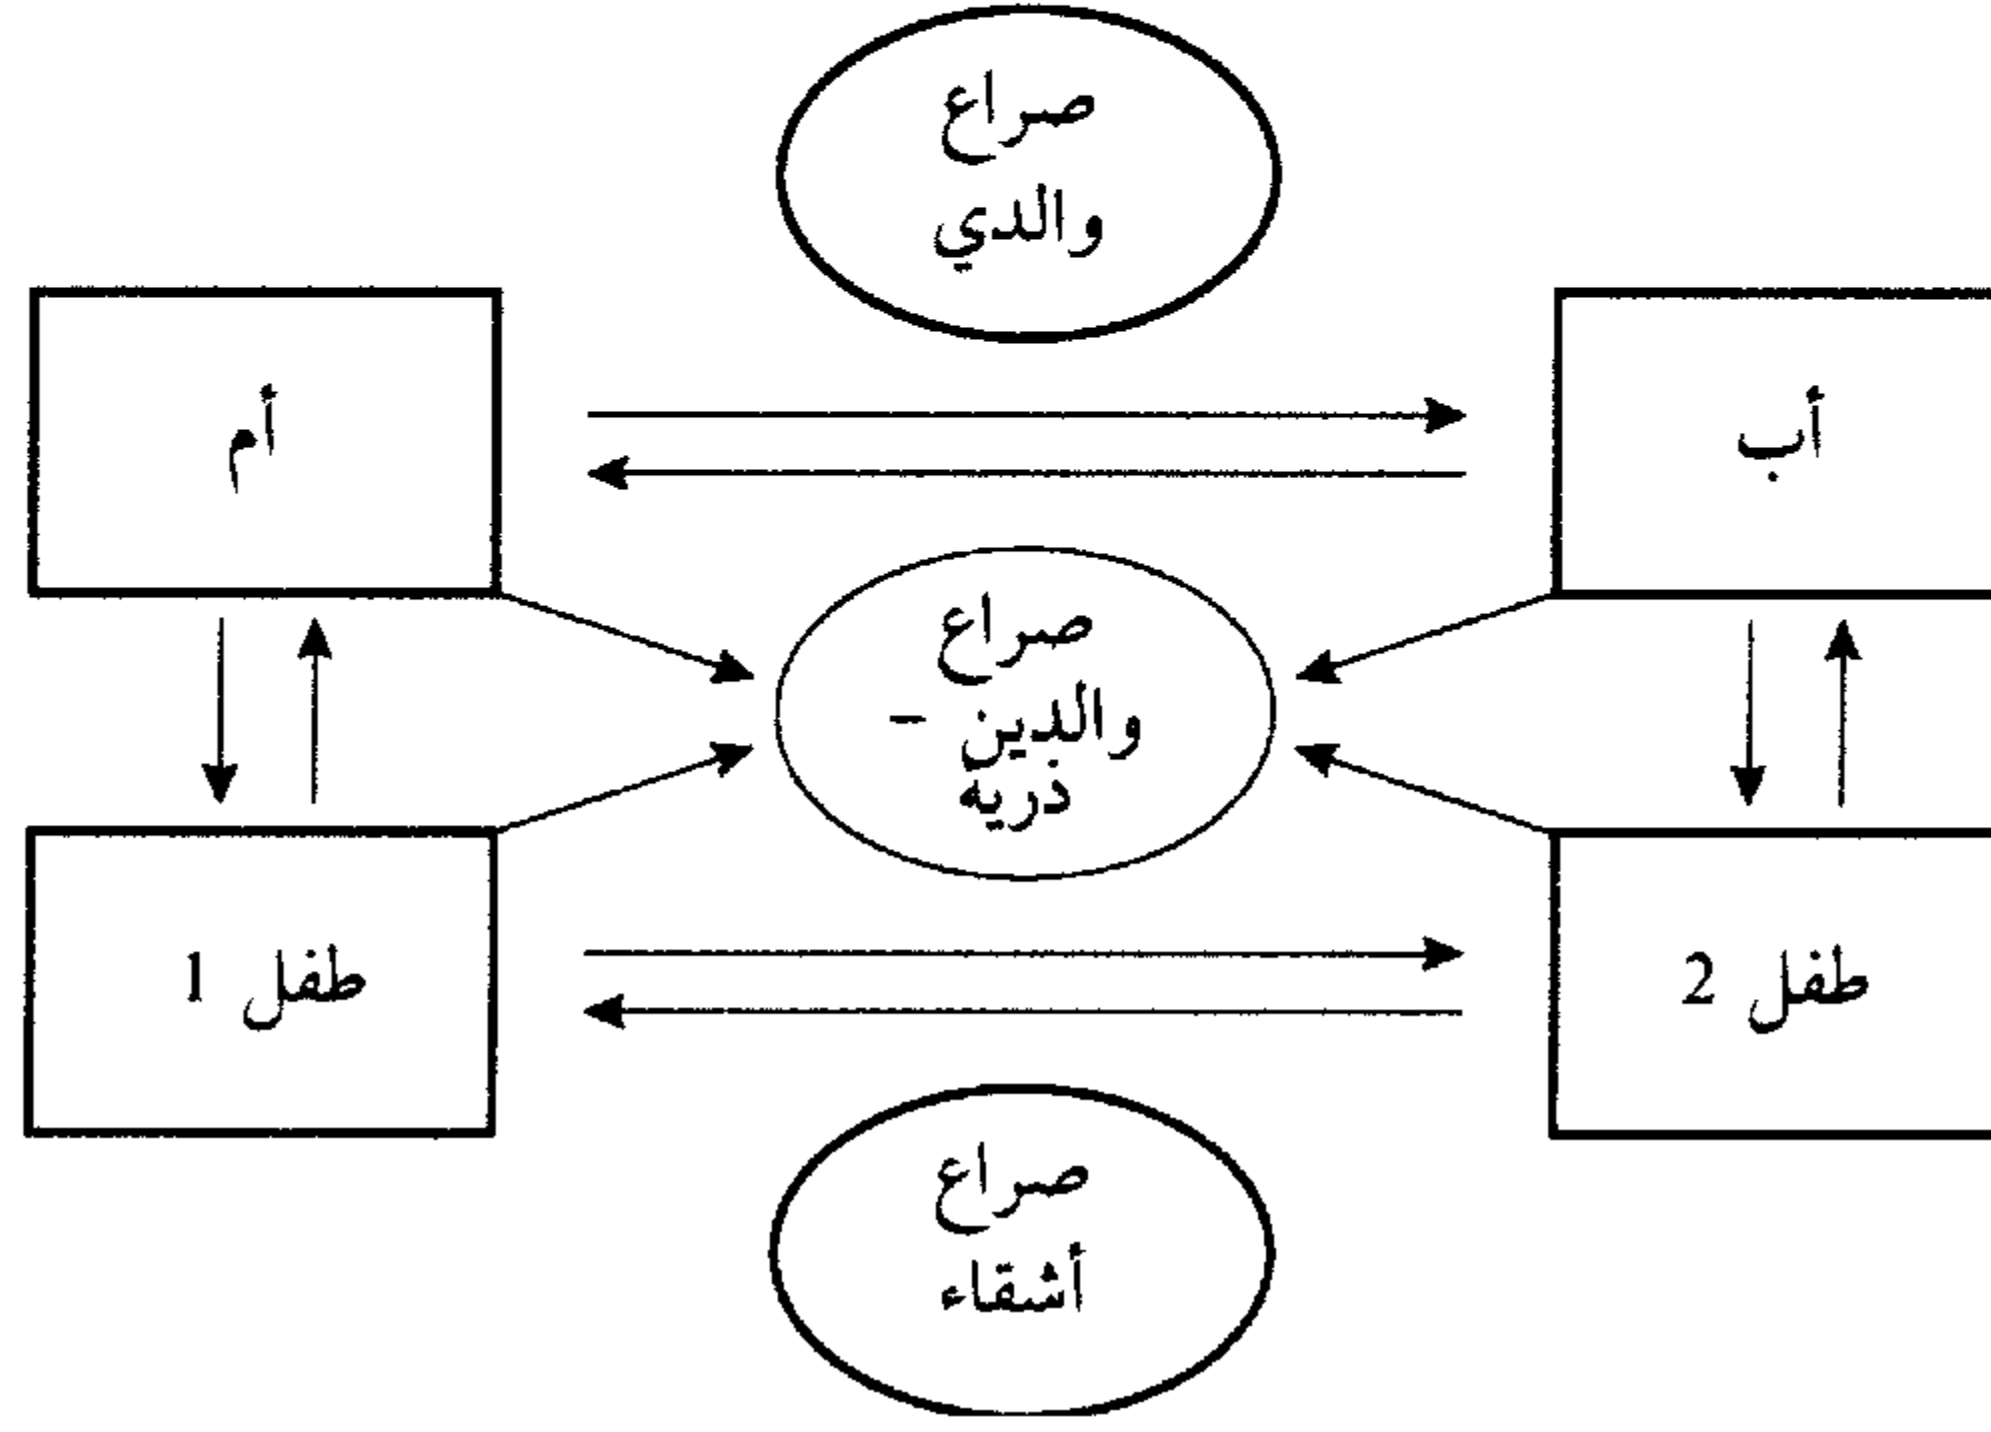 صراع
والدي
أب
أم
صراع
والدين –
ذريه
طفل 2
طفل 1
صراع
أشقاء